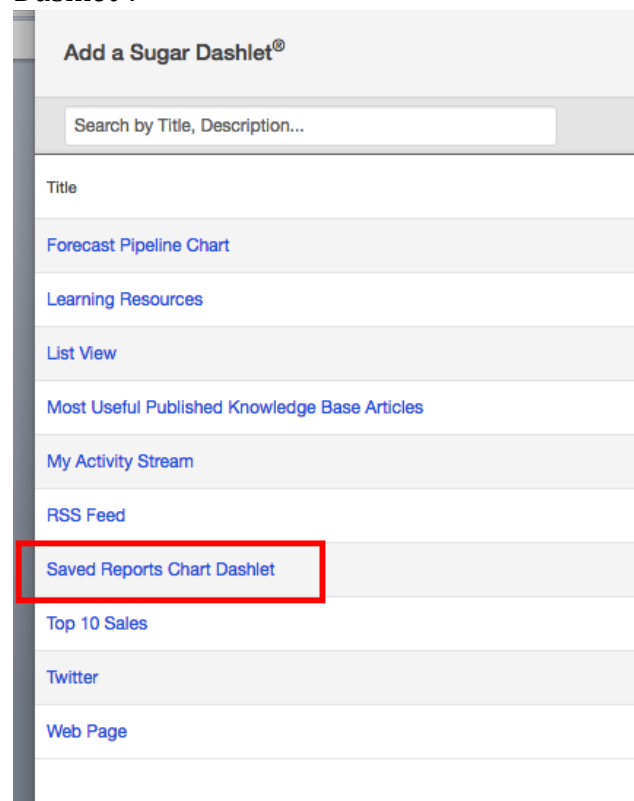 Add a Sugar Dashlet®
Search by Title, Description...
Title
Forecast Pipeline Chart
Learning Resources
List View
Most Useful Published Knowledge Base Articles
My Activity Stream
RSS Feed
Saved Reports Chart Dashlet
Top 10 Sales
Twitter
Web Page